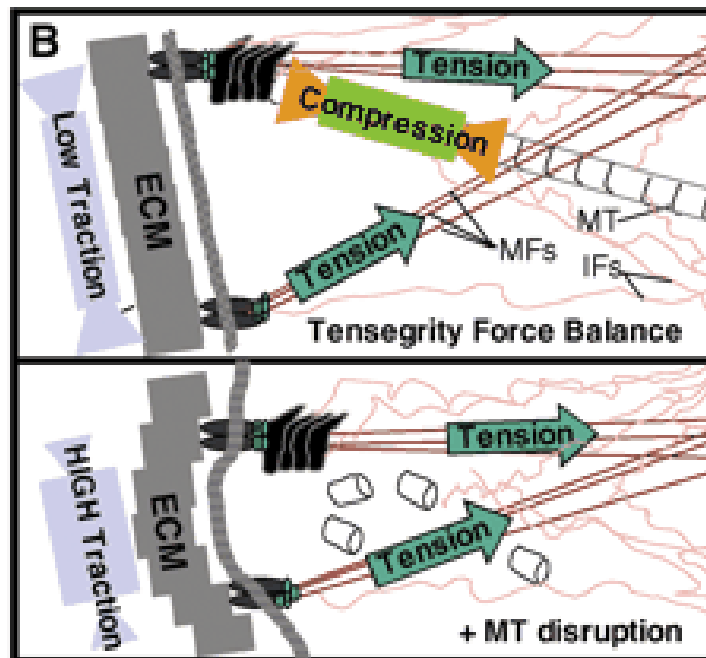 B
Tension
Compression
Low Traction
ECM
MT
MFs
IFs
Tension
Tensegrity Force Balance
Tension
HIGH Traction
ECM
Tension
+ MT disruption